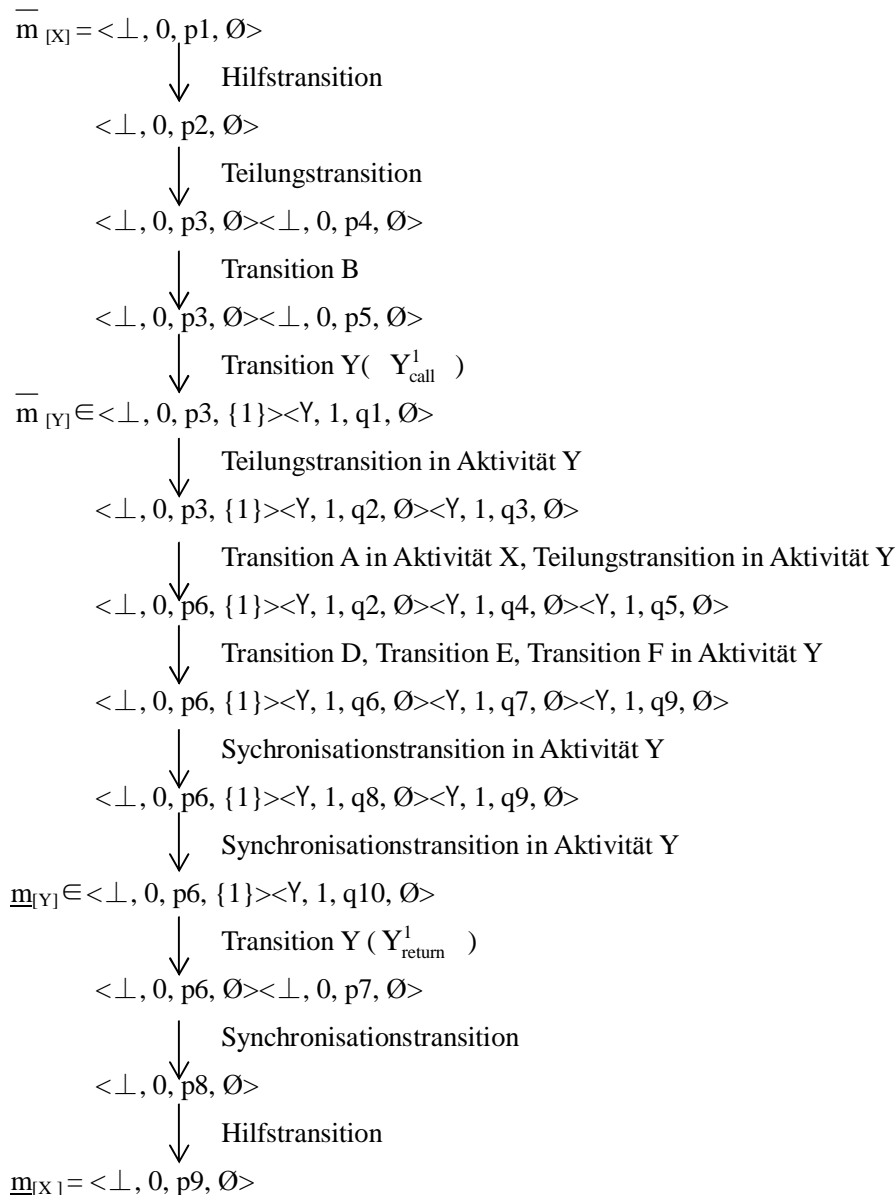 m̅ [X] = <⊥, 0, p1, Ø>
Hilfstransition
<⊥, 0, p2, Ø>
Teilungstransition
<⊥, 0, p3, Ø><⊥, 0, p4, Ø>
Transition B
<⊥, 0, p3, Ø><⊥, 0, p5, Ø>
Transition Y( Y¹call )
m̅ [Y]∈<⊥, 0, p3, {1}><Y, 1, q1, Ø>
Teilungstransition in Aktivität Y
<⊥, 0, p3, {1}><Y, 1, q2, Ø><Y, 1, q3, Ø>
Transition A in Aktivität X, Teilungstransition in Aktivität Y
<⊥, 0, p6, {1}><Y, 1, q2, Ø><Y, 1, q4, Ø><Y, 1, q5, Ø>
Transition D, Transition E, Transition F in Aktivität Y
<⊥, 0, p6, {1}><Y, 1, q6, Ø><Y, 1, q7, Ø><Y, 1, q9, Ø>
Sychronisationstransition in Aktivität Y
<⊥, 0, p6, {1}><Y, 1, q8, Ø><Y, 1, q9, Ø>
Synchronisationstransition in Aktivität Y
m̲[Y]∈<⊥, 0, p6, {1}><Y, 1, q10, Ø>
Transition Y ( Y¹return )
<⊥, 0, p6, Ø><⊥, 0, p7, Ø>
Synchronisationstransition
<⊥, 0, p8, Ø>
Hilfstransition
m̲[X ] = <⊥, 0, p9, Ø>